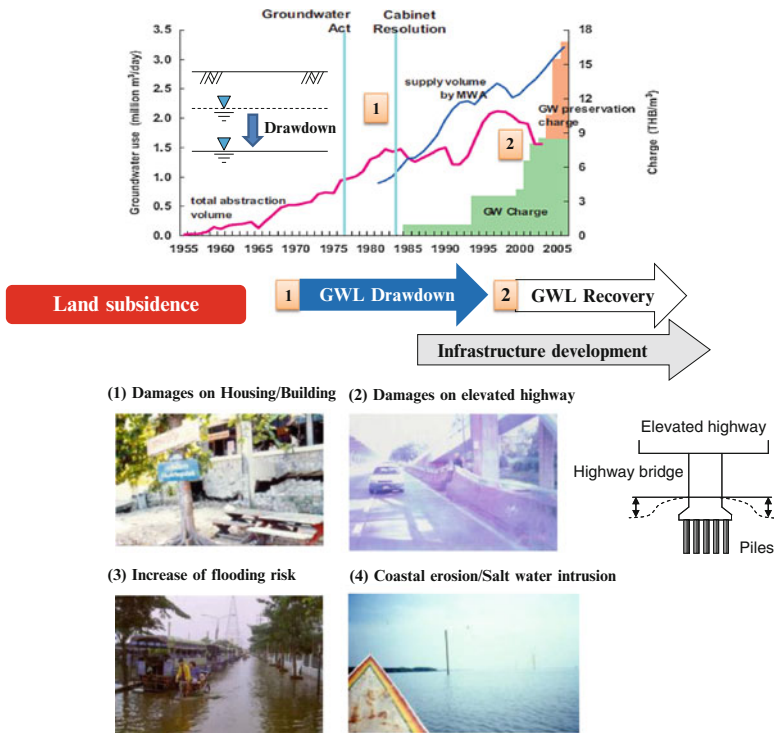 Groundwater Act
Cabinet Resolution
Groundwater use (million m³/day)
3.5
3.0
2.5
2.0
1.5
1.0
0.5
0.0
Drawdown
1
supply volume
by MWA
2
GW preservation
charge
total abstraction
volume
GW Charge
18
15
12
9
6
3
0
Charge (THB/m³)
1955 1960 1965 1970 1975 1980 1985 1990 1995 2000 2005
Land subsidence
1 GWL Drawdown
2 GWL Recovery
Infrastructure development
(1) Damages on Housing/Building
(2) Damages on elevated highway
Elevated highway
Highway bridge
Piles
(3) Increase of flooding risk
(4) Coastal erosion/Salt water intrusion